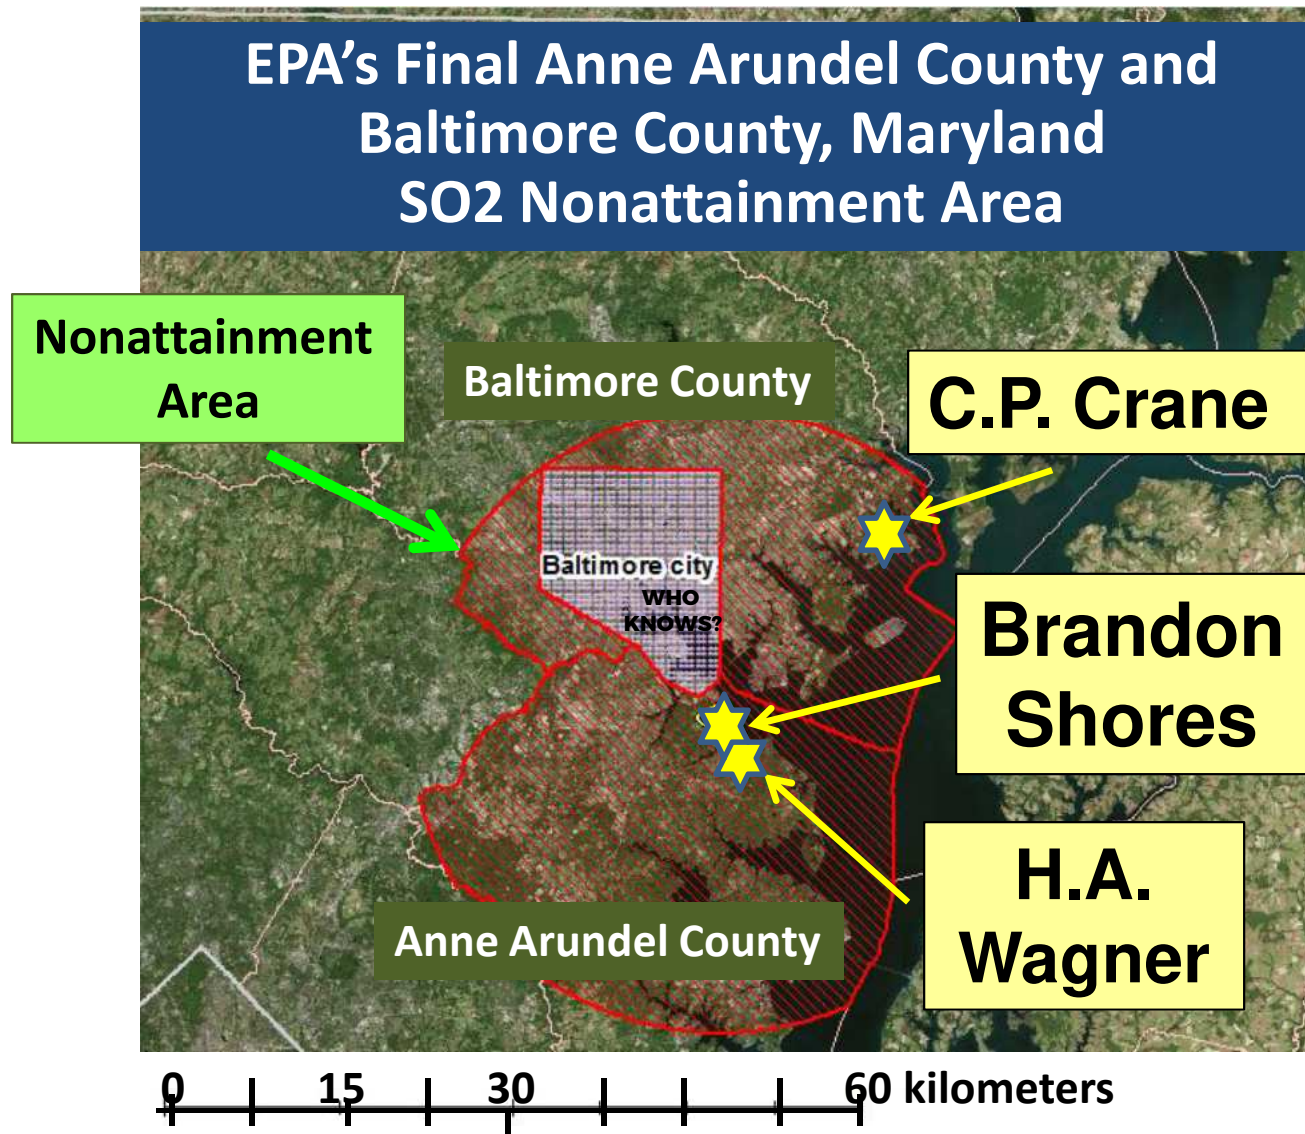 EPA's Final Anne Arundel County and
Baltimore County, Maryland
SO2 Nonattainment Area
Nonattainment
Area
Baltimore County
C.P. Crane
Baltimore city
WHO
KNOWS?
Brandon
Shores
H.A.
Wagner
Anne Arundel County
0 15 30 60 kilometers